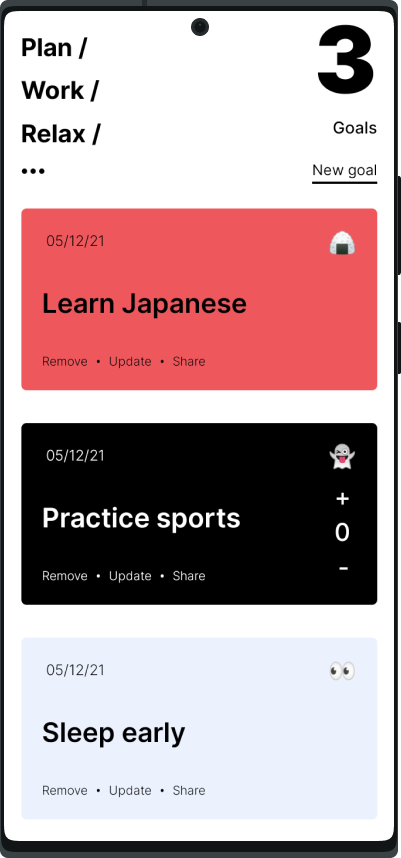 Plan /
Work /
Relax /
•••
3
Goals
New goal
05/12/21 🍙
Learn Japanese
Remove • Update • Share
05/12/21 👻
+
Practice sports
0
-
Remove • Update • Share
05/12/21 👀
Sleep early
Remove • Update • Share